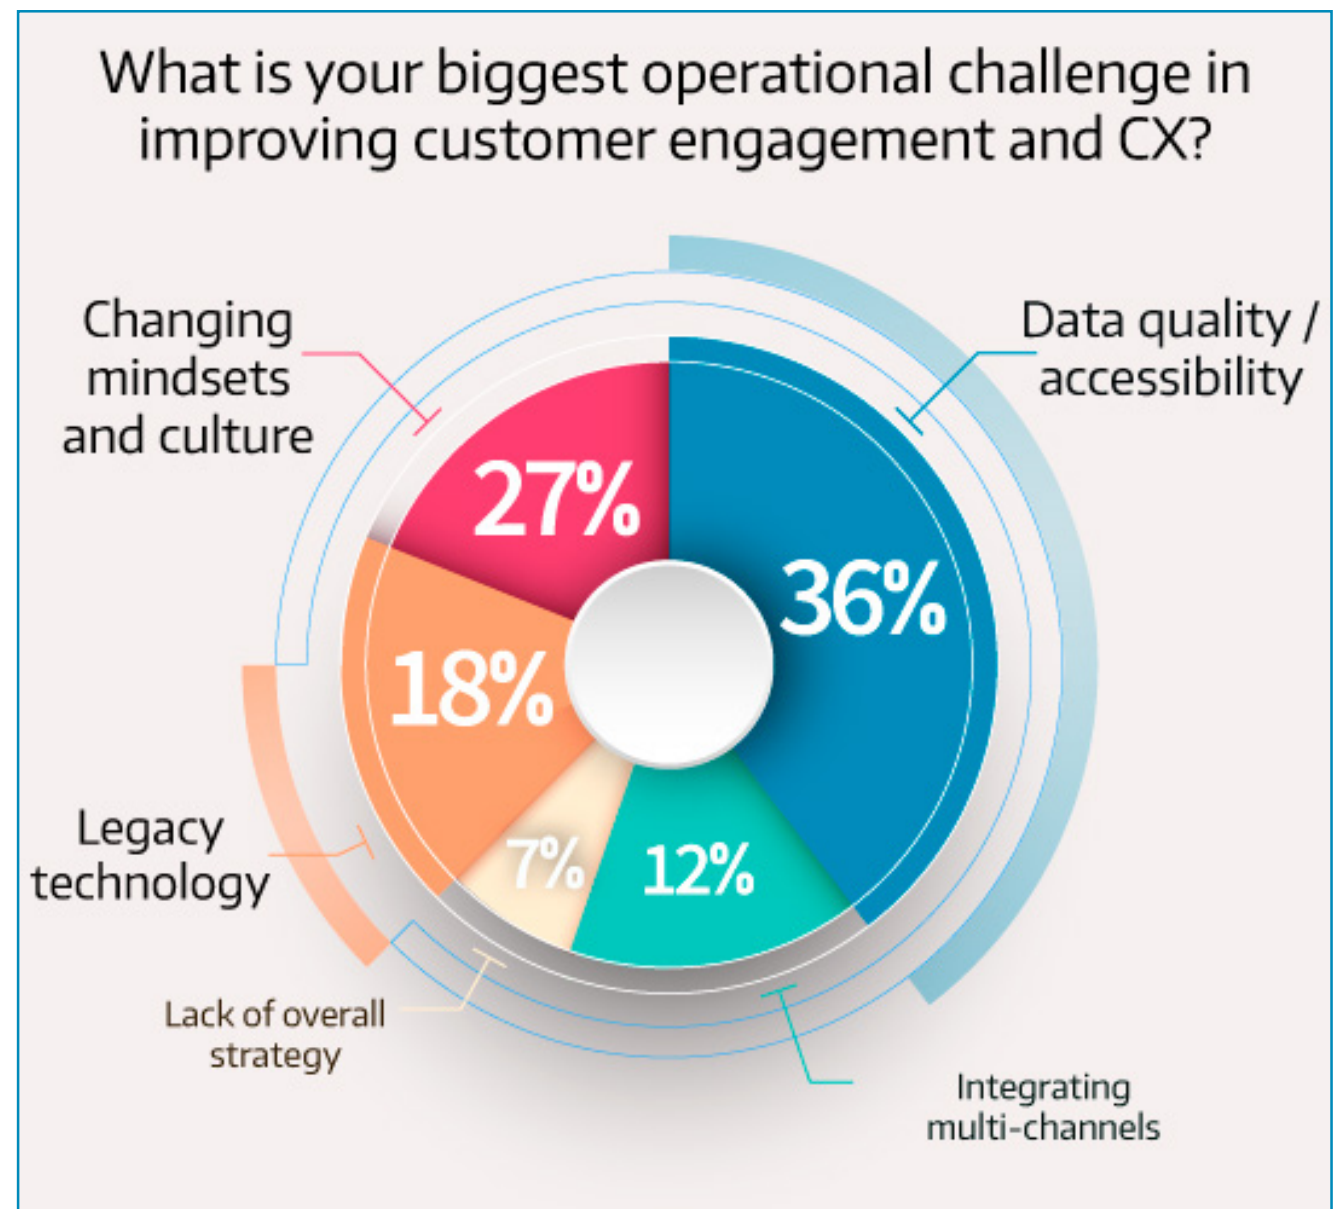 What is your biggest operational challenge in
improving customer engagement and CX?
Changing
mindsets
and culture
Data quality /
accessibility
27%
36%
18%
7%
12%
Legacy
technology
Lack of overall
strategy
Integrating
multi-channels